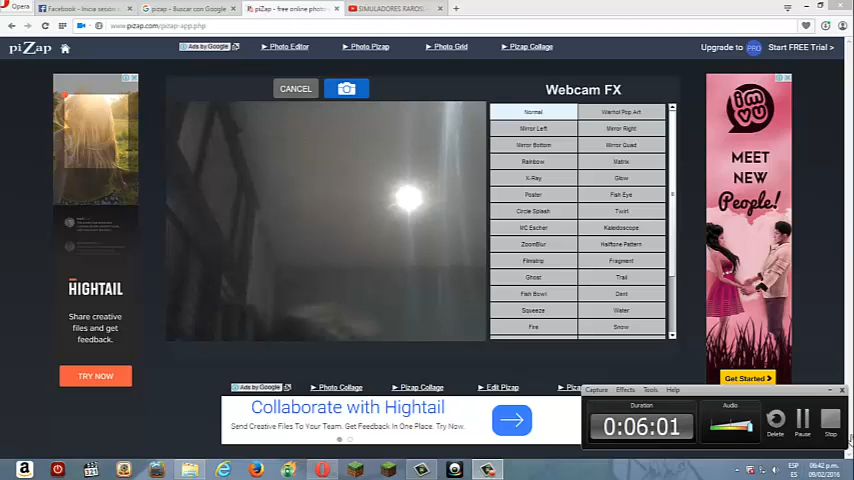 Opera
Facebook - Inicia sesión
pizap - Buscar con Google
piZap - free online photo
SIMULADORES RAROS
www.pizap.com/pizap-app.php
piZap
Ads by Google
► Photo Editor
► Photo Pizap
► Photo Grid
► Pizap Collage
Upgrade to PRO Start FREE Trial >
CANCEL
Webcam FX
Normal
Warhol Pop Art
Mirror Left
Mirror Right
Mirror Bottom
Mirror Quad
Rainbow
Matrix
X-Ray
Glow
Poster
Fish Eye
Circle Splash
Twirl
MC Escher
Kaleidoscope
ZoomBlur
Halftone Pattern
Filmstrip
Fragment
Ghost
Trail
Fish Bowl
Dent
Squeeze
Water
Fire
Snow
HIGHTAIL
Share creative
files and get
feedback.
TRY NOW
imvu
MEET
NEW
People!
Get Started
Ads by Google
► Photo Collage
► Pizap Collage
► Edit Pizap
► Piza
Collaborate with Hightail
Send Creative Files To Your Team. Get Feedback In One Place. Try Now.
Capture Effects Tools Help
Duration
0:06:01
Audio
Delete
Pause
Stop
ESP
ES
06:42 p.m.
09/02/2016